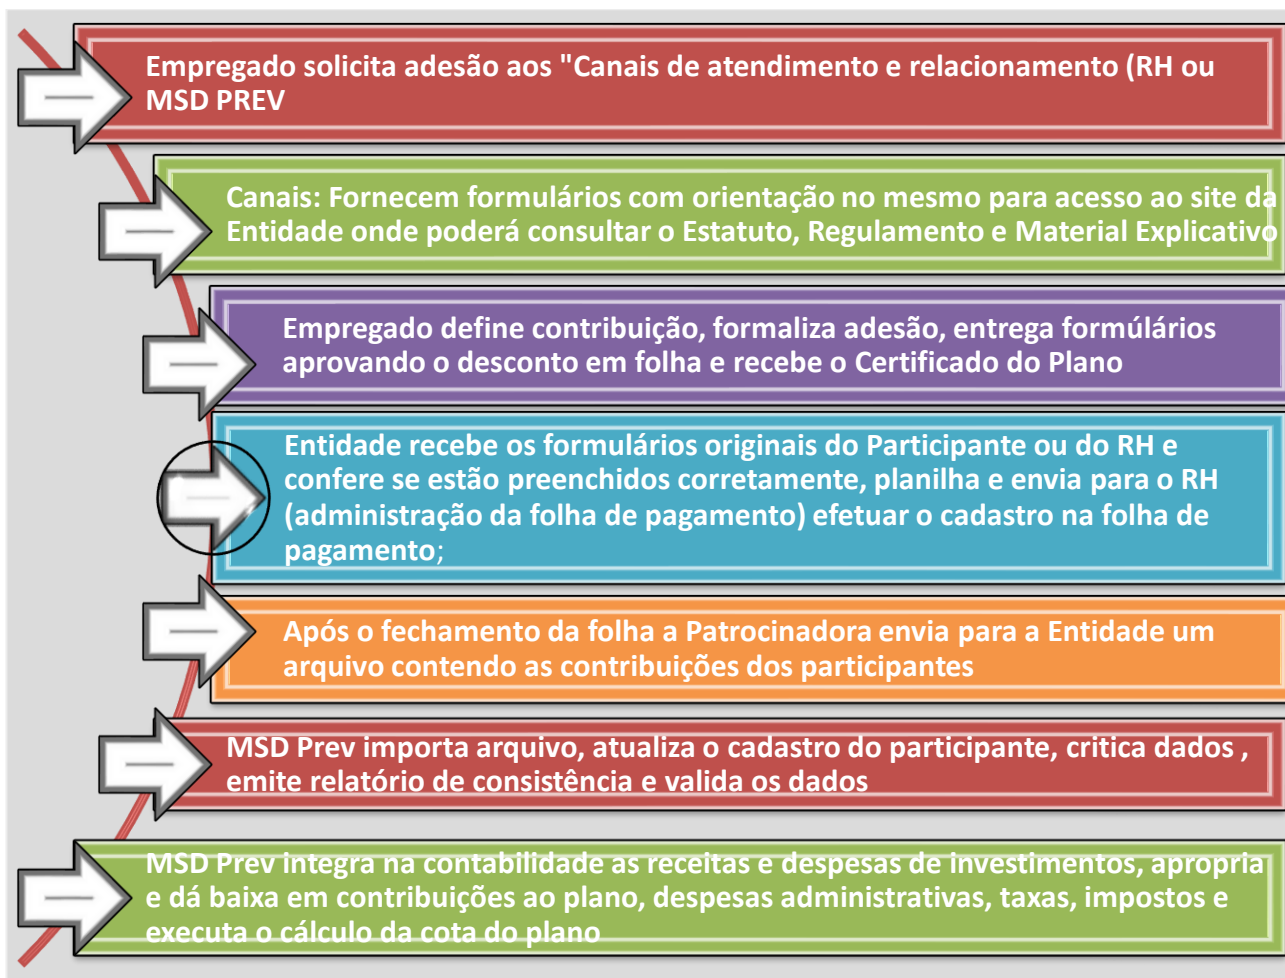 Empregado solicita adesão aos "Canais de atendimento e relacionamento (RH ou
MSD PREV
Canais: Fornecem formulários com orientação no mesmo para acesso ao site da
Entidade onde poderá consultar o Estatuto, Regulamento e Material Explicativo
Empregado define contribuição, formaliza adesão, entrega formúlários
aprovando o desconto em folha e recebe o Certificado do Plano
Entidade recebe os formulários originais do Participante ou do RH e
confere se estão preenchidos corretamente, planilha e envia para o RH
(administração da folha de pagamento) efetuar o cadastro na folha de
pagamento;
Após o fechamento da folha a Patrocinadora envia para a Entidade um
arquivo contendo as contribuições dos participantes
MSD Prev importa arquivo, atualiza o cadastro do participante, critica dados ,
emite relatório de consistência e valida os dados
MSD Prev integra na contabilidade as receitas e despesas de investimentos, apropria
e dá baixa em contribuições ao plano, despesas administrativas, taxas, impostos e
executa o cálculo da cota do plano